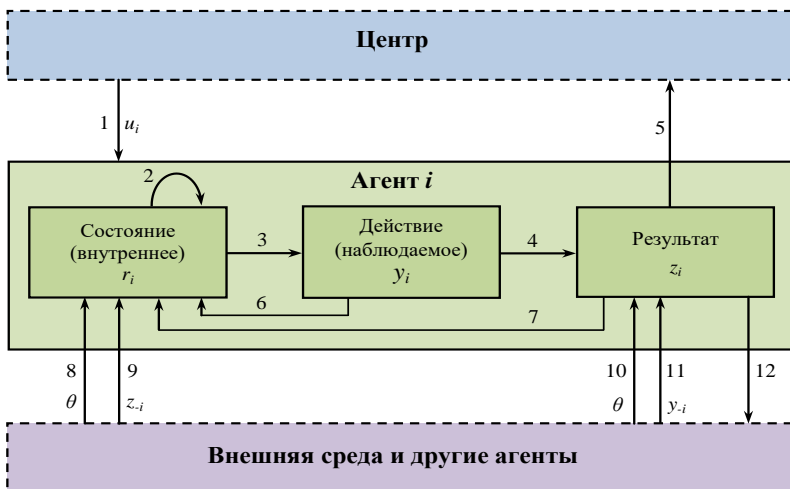 Центр
1 u_i
5
Агент i
2
Состояние
(внутреннее)
r_i
3
Действие
(наблюдаемое)
y_i
4
Результат
z_i
6
7
8
9
10
11
12
θ
z_-i
θ
y_-i
Внешняя среда и другие агенты